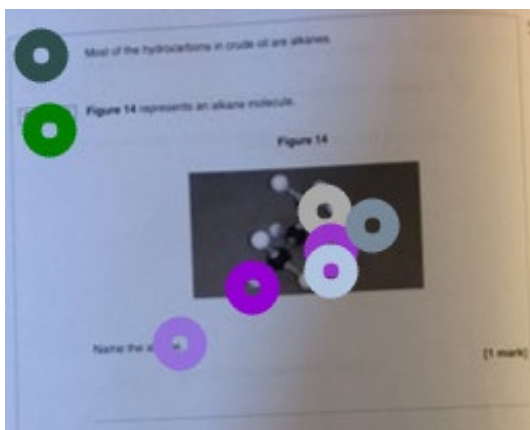 Most of the hydrocarbons in crude oil are alkanes.
Figure 14 represents an alkane molecule.
Figure 14
Name the
[1 mark]